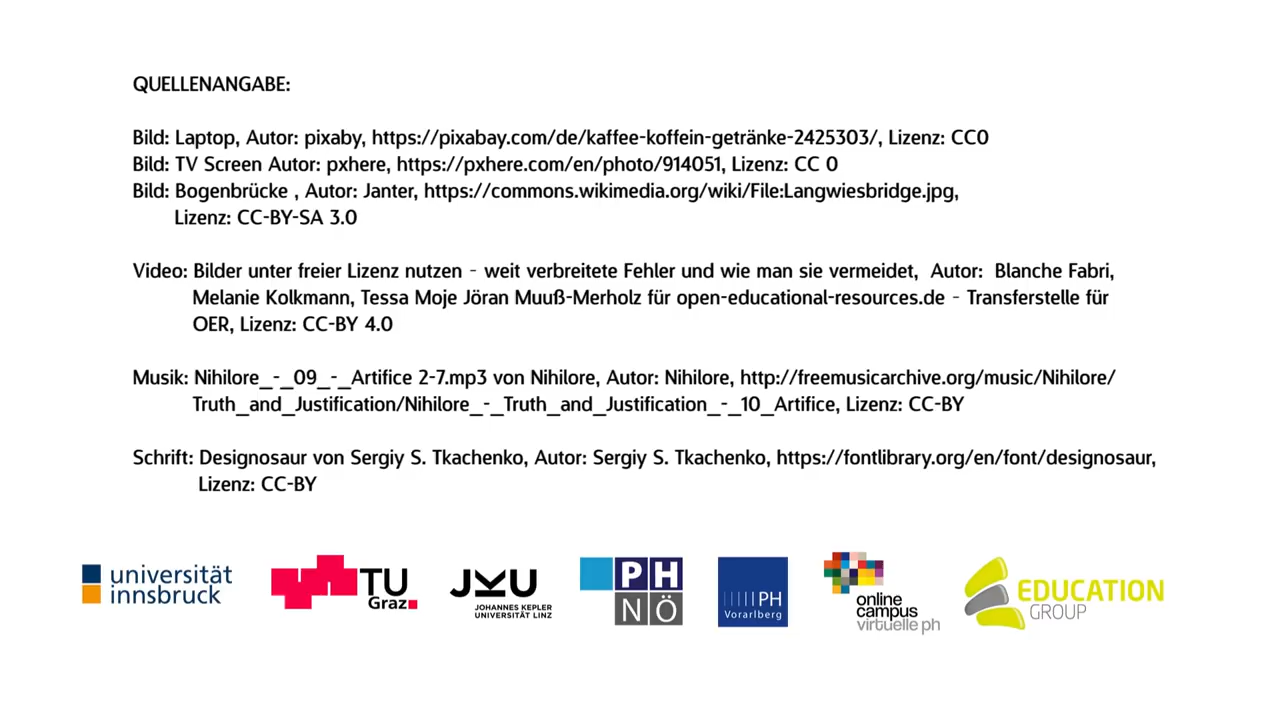 QUELLENANGABE:
Bild: Laptop, Autor: pixaby, https://pixabay.com/de/kaffee-koffein-getränke-2425303/, Lizenz: CC0
Bild: TV Screen Autor: pxhere, https://pxhere.com/en/photo/914051, Lizenz: CC 0
Bild: Bogenbrücke , Autor: Janter, https://commons.wikimedia.org/wiki/File:Langwiesbridge.jpg,
Lizenz: CC-BY-SA 3.0
Video: Bilder unter freier Lizenz nutzen - weit verbreitete Fehler und wie man sie vermeidet, Autor: Blanche Fabri,
Melanie Kolkmann, Tessa Moje Jöran Muuß-Merholz für open-educational-resources.de - Transferstelle für
OER, Lizenz: CC-BY 4.0
Musik: Nihilore_-_09_-_Artifice 2-7.mp3 von Nihilore, Autor: Nihilore, http://freemusicarchive.org/music/Nihilore/
Truth_and_Justification/Nihilore_-_Truth_and_Justification_-_10_Artifice, Lizenz: CC-BY
Schrift: Designosaur von Sergiy S. Tkachenko, Autor: Sergiy S. Tkachenko, https://fontlibrary.org/en/font/designosaur,
Lizenz: CC-BY
universität
innsbruck
TU
Graz
JKU
JOHANNES KEPLER
UNIVERSITÄT LINZ
PH
NÖ
PH
Vorarlberg
online
campus
virtuelle ph
EDUCATION
GROUP